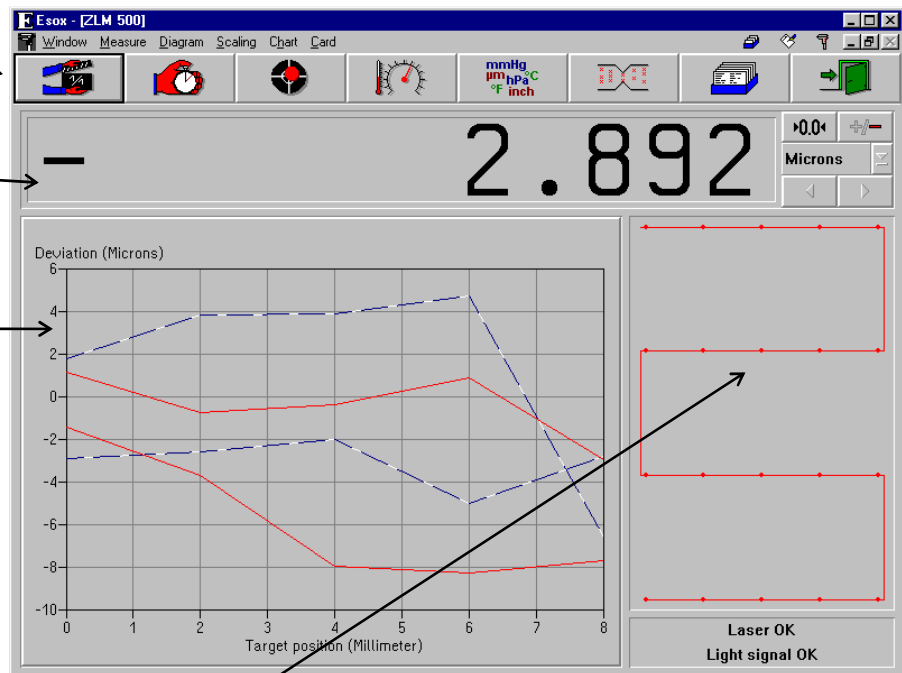 Esox - [ZLM 500]
Window Measure Diagram Scaling Chart Card
1/4
mmHg
µm hPa °C
°F inch
- 2.892
▸0.0◂ +/-
Microns
Deviation (Microns)
6
4
2
0
-2
-4
-6
-8
-10
0 1 2 3 4 5 6 7 8
Target position (Millimeter)
Laser OK
Light signal OK